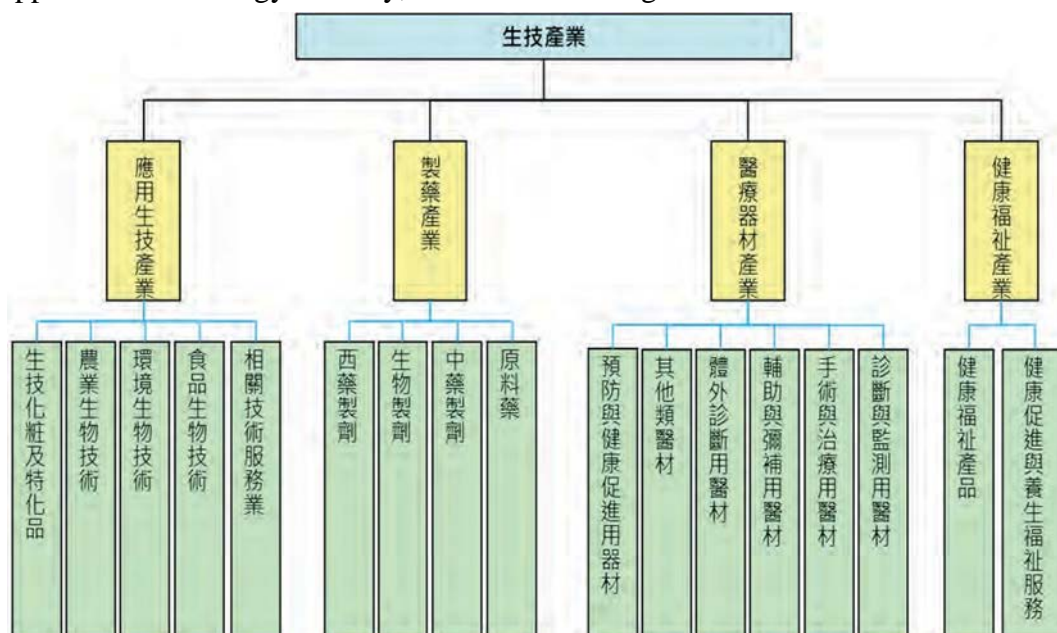 生技產業
應用生技產業
製藥產業
醫療器材產業
健康福祉產業
生技化粧及特化品
農業生物技術
環境生物技術
食品生物技術
相關技術服務業
西藥製劑
生物製劑
中藥製劑
原料藥
預防與健康促進用器材
其他類醫材
體外診斷用醫材
輔助與彌補用醫材
手術與治療用醫材
診斷與監測用醫材
健康福祉產品
健康促進與養生福祉服務